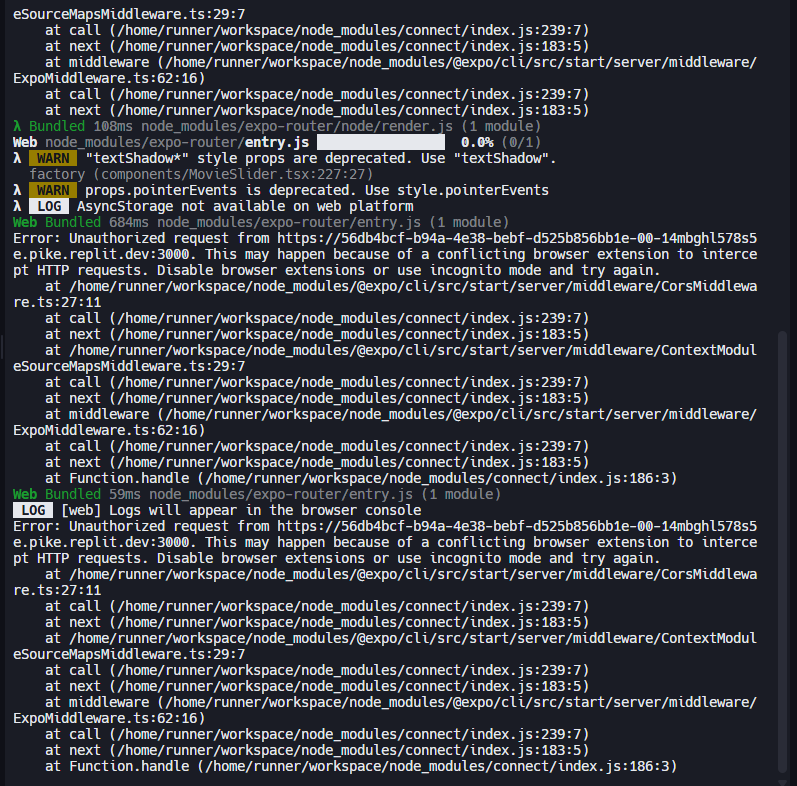 eSourceMapsMiddleware.ts:29:7
    at call (/home/runner/workspace/node_modules/connect/index.js:239:7)
    at next (/home/runner/workspace/node_modules/connect/index.js:183:5)
    at middleware (/home/runner/workspace/node_modules/@expo/cli/src/start/server/middleware/
ExpoMiddleware.ts:62:16)
    at call (/home/runner/workspace/node_modules/connect/index.js:239:7)
    at next (/home/runner/workspace/node_modules/connect/index.js:183:5)
λ Bundled 108ms node_modules/expo-router/node/render.js (1 module)
Web node_modules/expo-router/entry.js 0.0% (0/1)
λ WARN "textShadow*" style props are deprecated. Use "textShadow".
  factory (components/MovieSlider.tsx:227:27)
λ WARN props.pointerEvents is deprecated. Use style.pointerEvents
λ LOG AsyncStorage not available on web platform
Web Bundled 684ms node_modules/expo-router/entry.js (1 module)
Error: Unauthorized request from https://56db4bcf-b94a-4e38-bebf-d525b856bb1e-00-14mbghl578s5
e.pike.replit.dev:3000. This may happen because of a conflicting browser extension to interce
pt HTTP requests. Disable browser extensions or use incognito mode and try again.
    at /home/runner/workspace/node_modules/@expo/cli/src/start/server/middleware/CorsMiddlewa
re.ts:27:11
    at call (/home/runner/workspace/node_modules/connect/index.js:239:7)
    at next (/home/runner/workspace/node_modules/connect/index.js:183:5)
    at /home/runner/workspace/node_modules/@expo/cli/src/start/server/middleware/ContextModul
eSourceMapsMiddleware.ts:29:7
    at call (/home/runner/workspace/node_modules/connect/index.js:239:7)
    at next (/home/runner/workspace/node_modules/connect/index.js:183:5)
    at middleware (/home/runner/workspace/node_modules/@expo/cli/src/start/server/middleware/
ExpoMiddleware.ts:62:16)
    at call (/home/runner/workspace/node_modules/connect/index.js:239:7)
    at next (/home/runner/workspace/node_modules/connect/index.js:183:5)
    at Function.handle (/home/runner/workspace/node_modules/connect/index.js:186:3)
Web Bundled 59ms node_modules/expo-router/entry.js (1 module)
LOG [web] Logs will appear in the browser console
Error: Unauthorized request from https://56db4bcf-b94a-4e38-bebf-d525b856bb1e-00-14mbghl578s5
e.pike.replit.dev:3000. This may happen because of a conflicting browser extension to interce
pt HTTP requests. Disable browser extensions or use incognito mode and try again.
    at /home/runner/workspace/node_modules/@expo/cli/src/start/server/middleware/CorsMiddlewa
re.ts:27:11
    at call (/home/runner/workspace/node_modules/connect/index.js:239:7)
    at next (/home/runner/workspace/node_modules/connect/index.js:183:5)
    at /home/runner/workspace/node_modules/@expo/cli/src/start/server/middleware/ContextModul
eSourceMapsMiddleware.ts:29:7
    at call (/home/runner/workspace/node_modules/connect/index.js:239:7)
    at next (/home/runner/workspace/node_modules/connect/index.js:183:5)
    at middleware (/home/runner/workspace/node_modules/@expo/cli/src/start/server/middleware/
ExpoMiddleware.ts:62:16)
    at call (/home/runner/workspace/node_modules/connect/index.js:239:7)
    at next (/home/runner/workspace/node_modules/connect/index.js:183:5)
    at Function.handle (/home/runner/workspace/node_modules/connect/index.js:186:3)